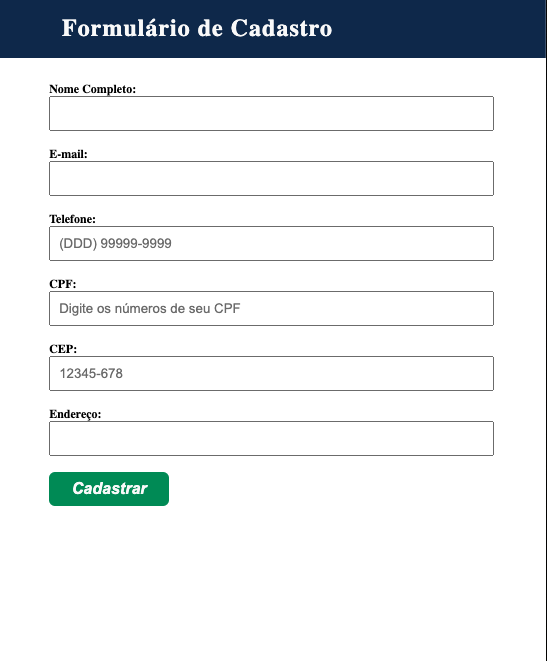 Formulário de Cadastro
Nome Completo:
E-mail:
Telefone:
(DDD) 99999-9999
CPF:
Digite os números de seu CPF
CEP:
12345-678
Endereço:
Cadastrar